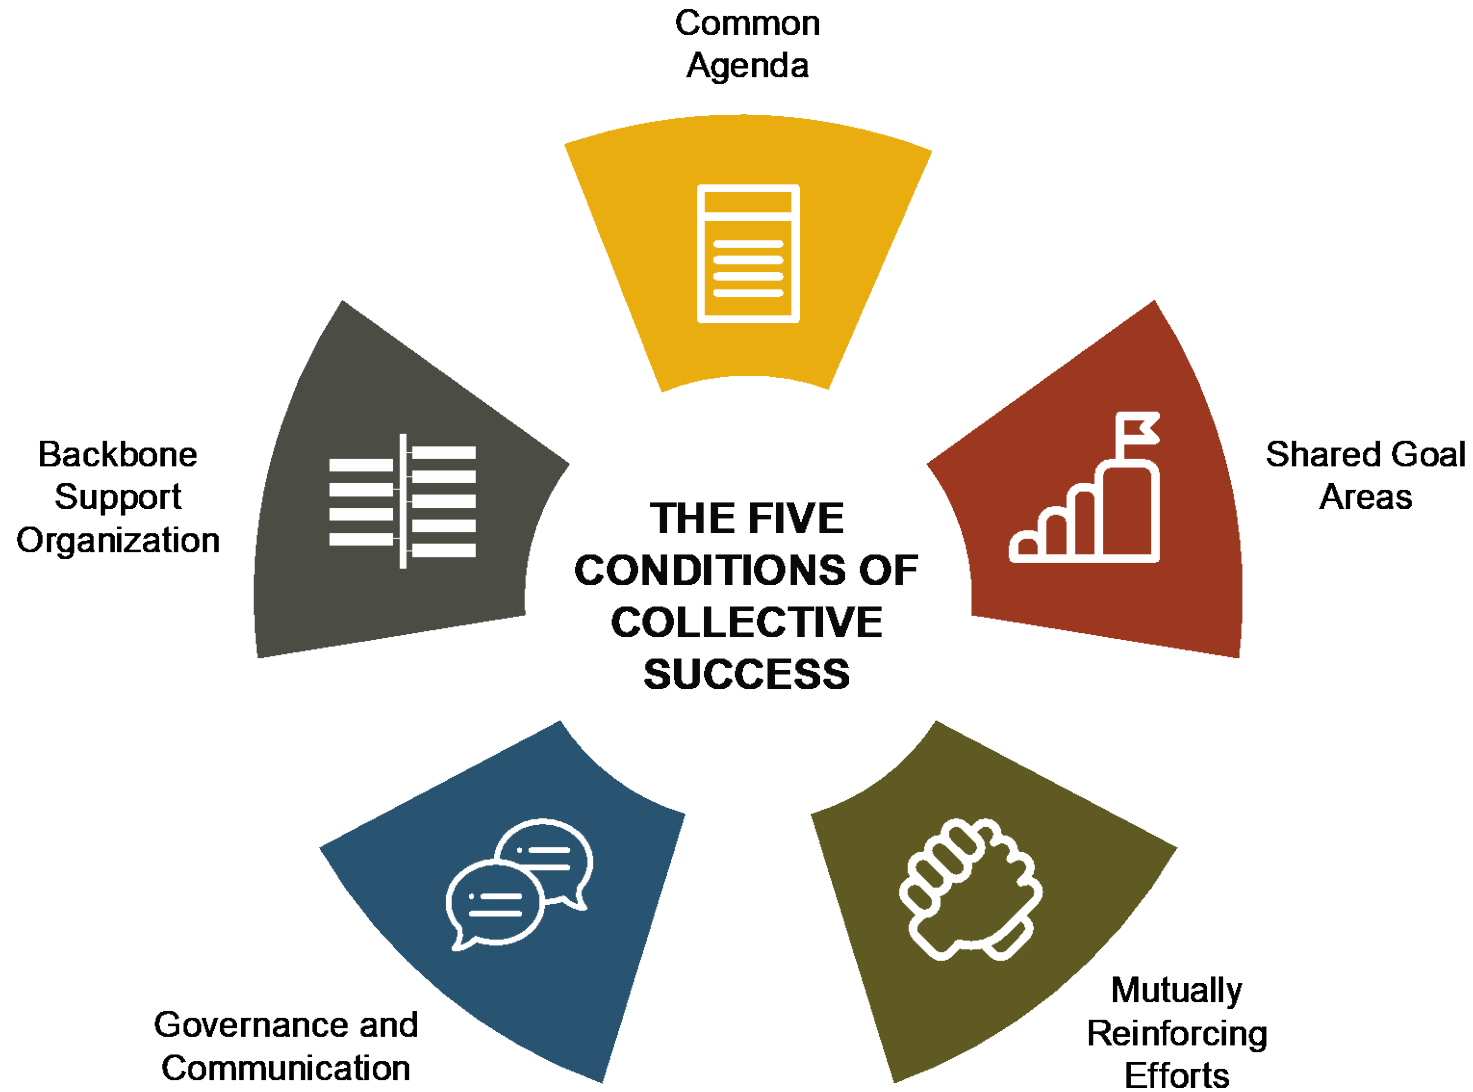 Common
Agenda
Shared Goal
Areas
Mutually
Reinforcing
Efforts
Governance and
Communication
Backbone
Support
Organization
THE FIVE
CONDITIONS OF
COLLECTIVE
SUCCESS